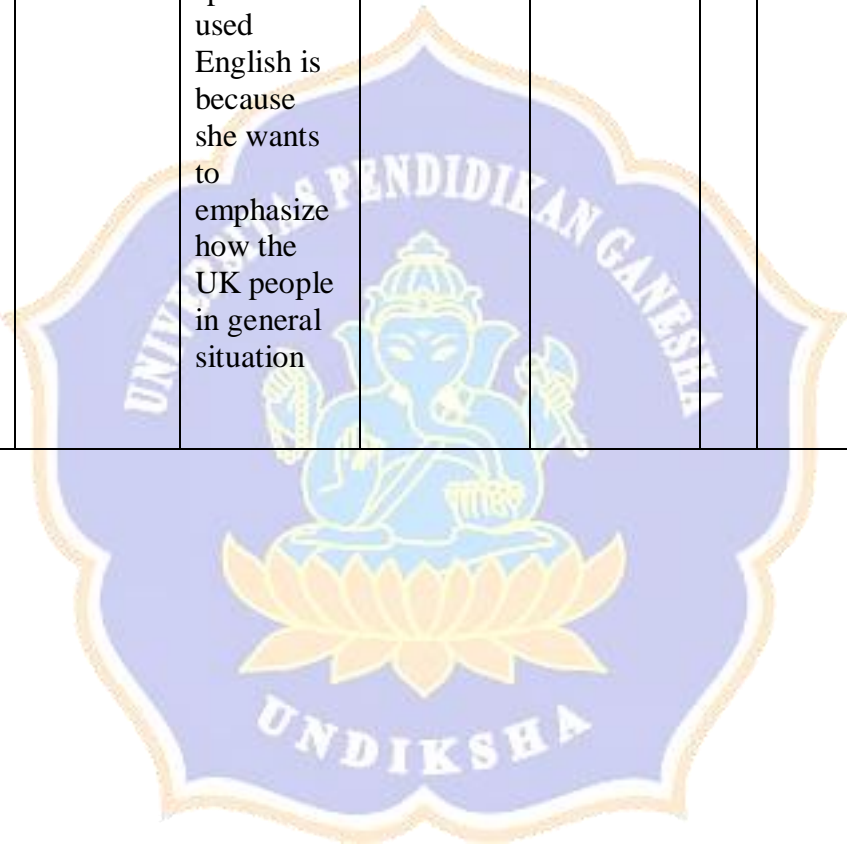 used
English is
because
she wants
to
emphasize
how the
UK people
in general
situation
UNIVERSITAS PENDIDIKAN GANESHA
UNDIKSHA